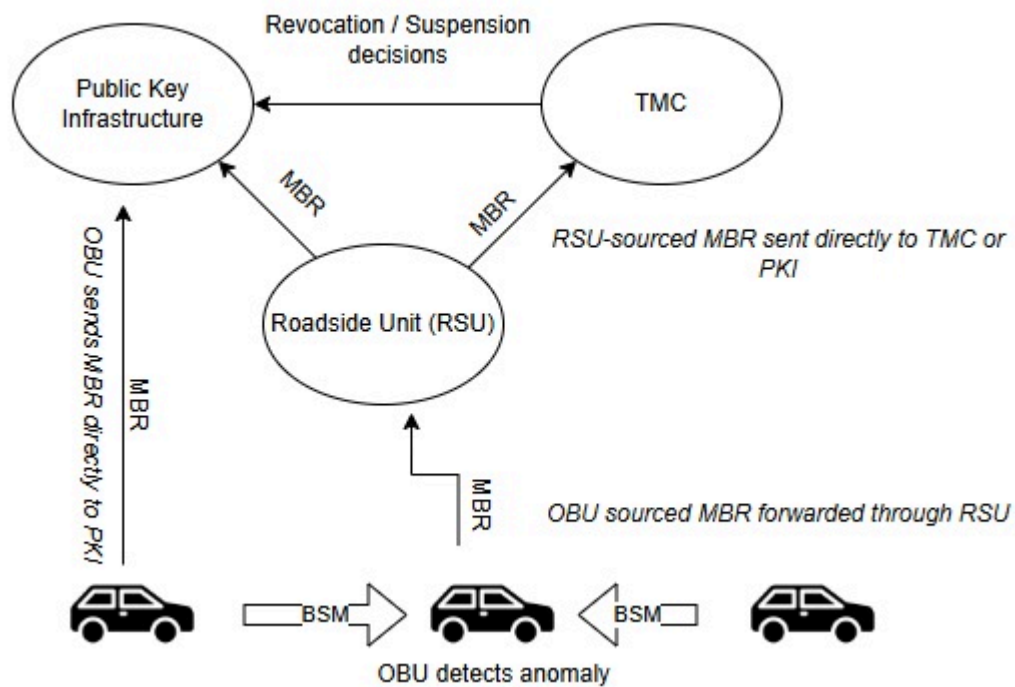 Revocation / Suspension
decisions
Public Key
Infrastructure
TMC
MBR
MBR
RSU-sourced MBR sent directly to TMC or
PKI
OBU sends MBR directly to PKI
MBR
Roadside Unit (RSU)
MBR
OBU sourced MBR forwarded through RSU
BSM
BSM
OBU detects anomaly